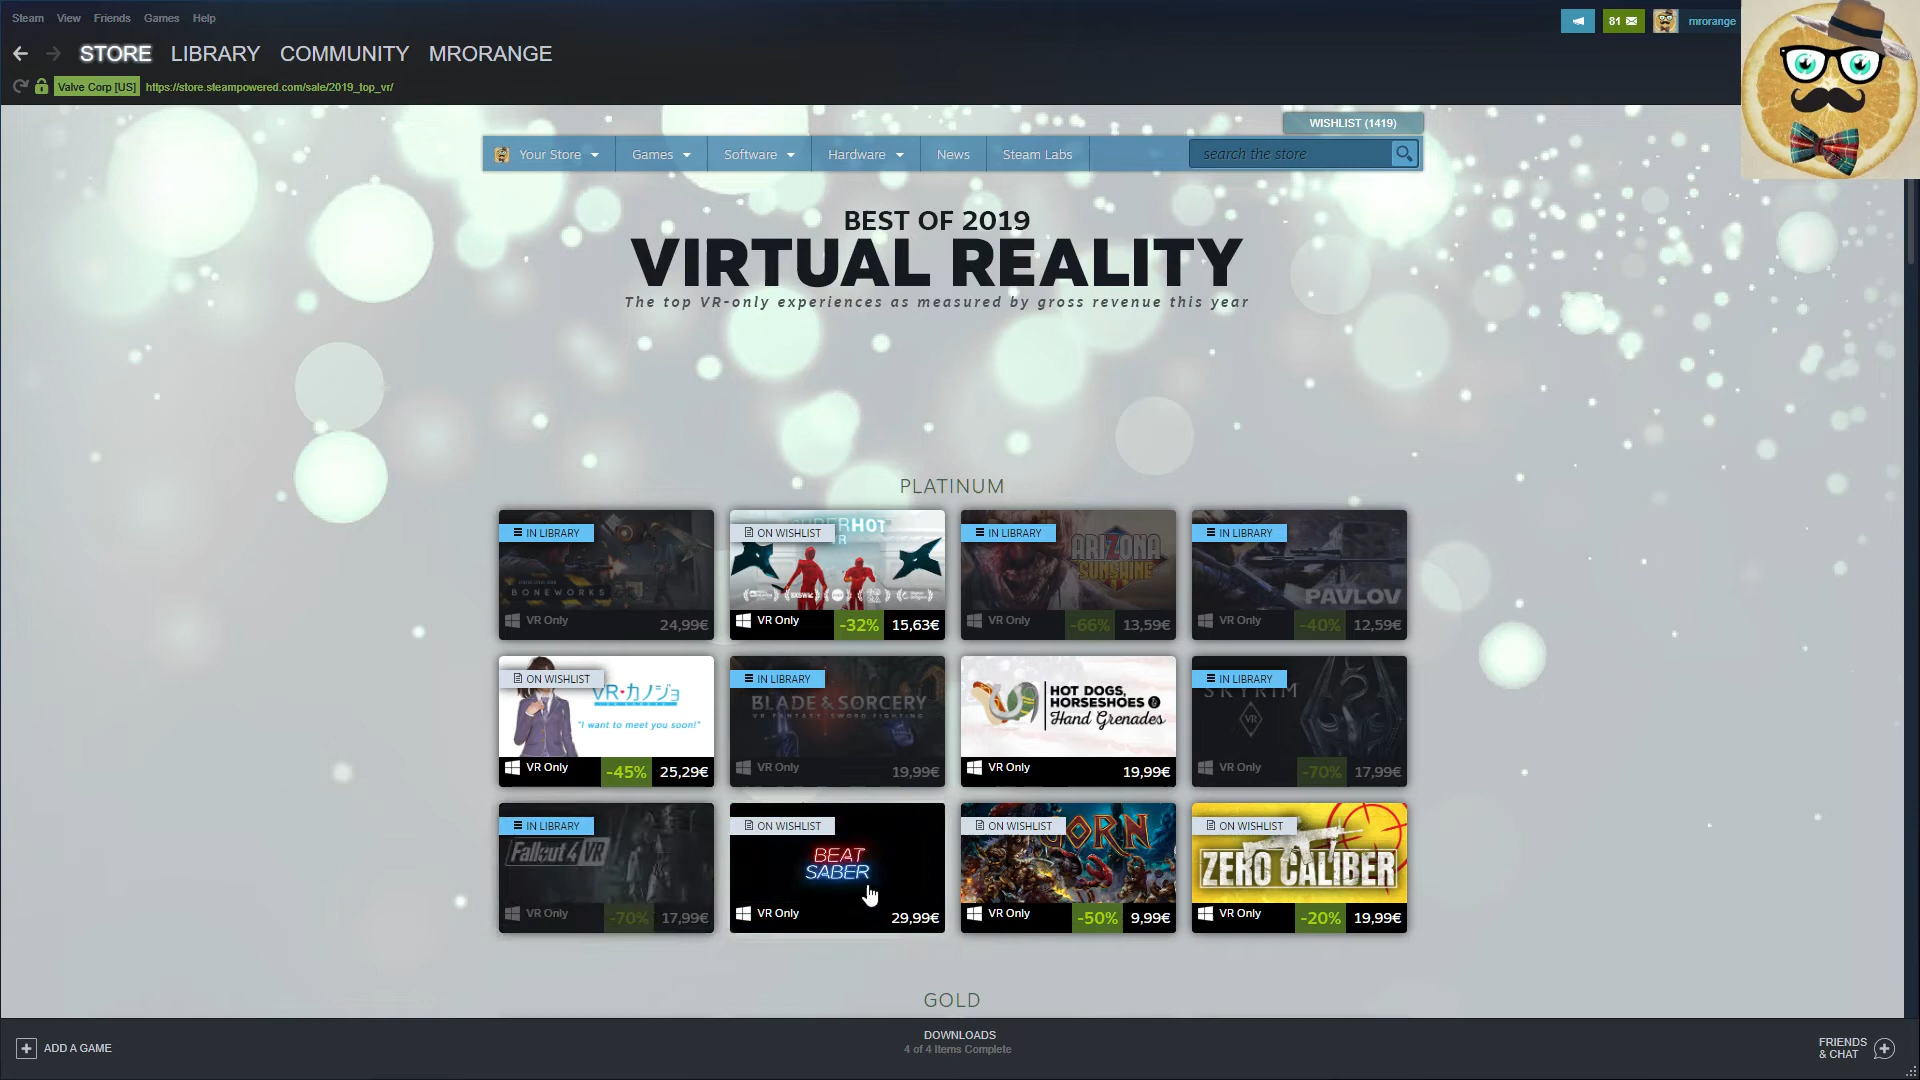 Steam View Friends Games Help
81
mrorange
STORE LIBRARY COMMUNITY MRORANGE
Valve Corp [US] https://store.steampowered.com/sale/2019_top_vr/
WISHLIST (1419)
Your Store Games Software Hardware News Steam Labs search the store
BEST OF 2019
VIRTUAL REALITY
The top VR-only experiences as measured by gross revenue this year
PLATINUM
IN LIBRARY
BONEWORKS
VR Only 24,99€
ON WISHLIST
SUPERHOT
VR
VR Only -32% 15,63€
IN LIBRARY
ARIZONA
SUNSHINE
VR Only -66% 13,59€
IN LIBRARY
PAVLOV
VR Only -40% 12,59€
ON WISHLIST
VR・カノジョ
"I want to meet you soon!"
VR Only -45% 25,29€
IN LIBRARY
BLADE & SORCERY
VR FANTASY SWORD FIGHTING
VR Only 19,99€
HOT DOGS,
HORSESHOES &
Hand Grenades
VR Only 19,99€
IN LIBRARY
SKYRIM
VR Only -70% 17,99€
IN LIBRARY
Fallout 4 VR
VR Only -70% 17,99€
ON WISHLIST
BEAT
SABER
VR Only 29,99€
ON WISHLIST
GORN
VR Only -50% 9,99€
ON WISHLIST
ZERO CALIBER
VR Only -20% 19,99€
GOLD
ADD A GAME
DOWNLOADS
4 of 4 Items Complete
FRIENDS
& CHAT